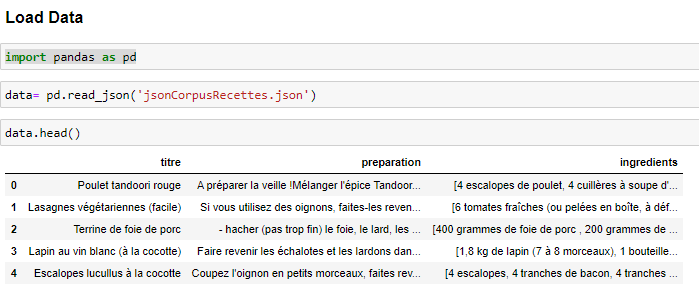 Load Data
import pandas as pd
data= pd.read_json('jsonCorpusRecettes.json')
data.head()
titre preparation ingredients
0 Poulet tandoori rouge A préparer la veille !Mélanger l'épice Tandoor... [4 escalopes de poulet, 4 cuillères à soupe d'...
1 Lasagnes végétariennes (facile) Si vous utilisez des oignons, faites-les reven... [6 tomates fraîches (ou pelées en boîte, à déf...
2 Terrine de foie de porc - hacher (pas trop fin) le foie, le lard, les ... [400 grammes de foie de porc , 200 grammes de ...
3 Lapin au vin blanc (à la cocotte) Faire revenir les échalotes et les lardons dan... [1,8 kg de lapin (7 à 8 morceaux), 1 bouteille...
4 Escalopes lucullus à la cocotte Coupez l'oignon en petits morceaux, faites rev... [4 escalopes, 4 tranches de bacon, 4 tranches ...